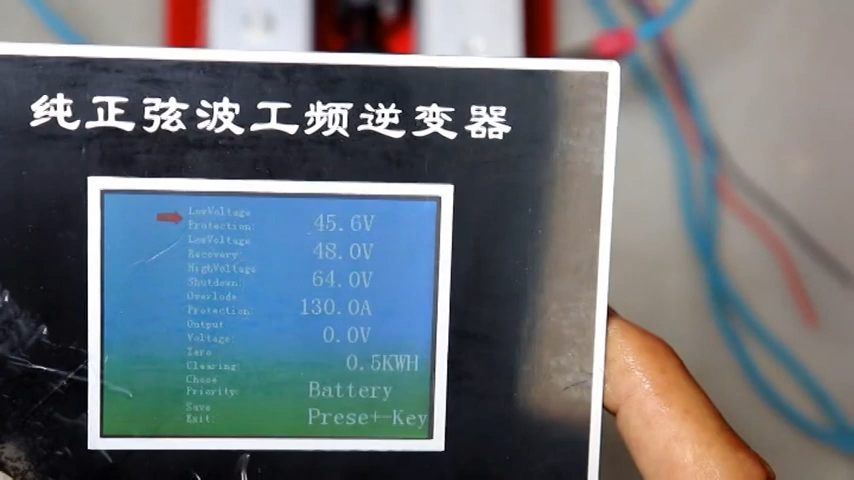 纯正弦波工频逆变器
LowVoltage
Protection: 45.6V
LowVoltage
Recovery: 48.0V
HighVoltage
Shutdown: 64.0V
Overlode
Protection: 130.0A
Output
Voltage: 0.0V
Zero
Clearing: 0.5KWH
Chose
Priority: Battery
Save
Exit: Prese+-Key